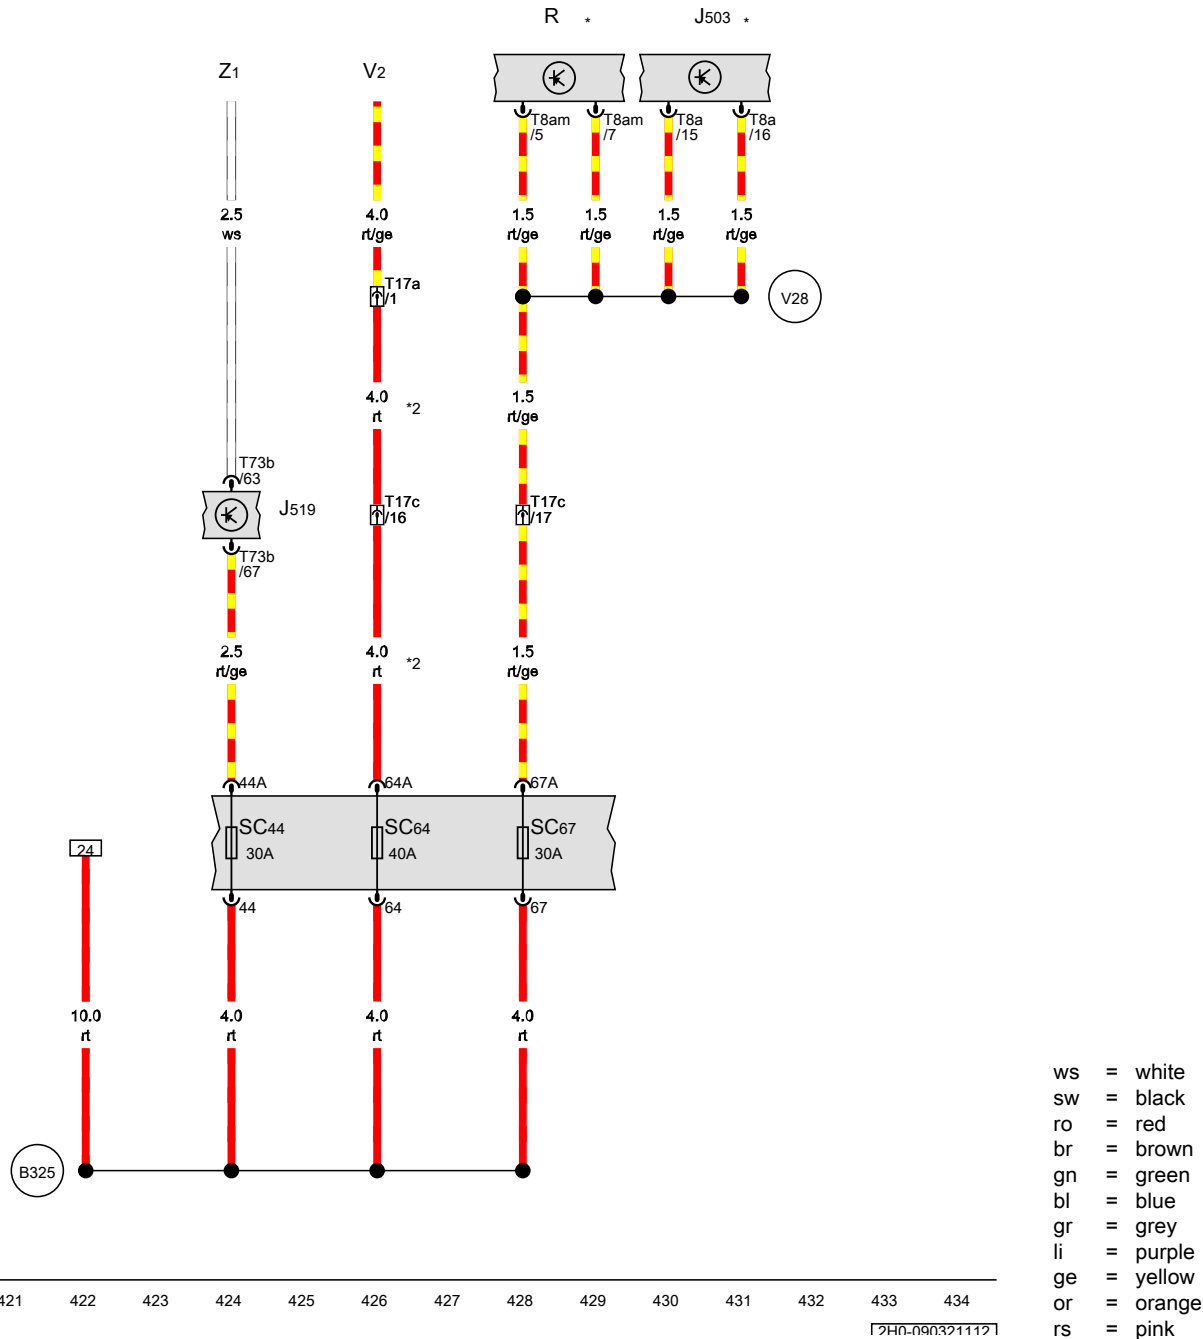 R *
J503 *
Z1
V2
T8am
/5
T8am
/7
T8a
/15
T8a
/16
2.5
ws
4.0
rt/ge
1.5
rt/ge
1.5
rt/ge
1.5
rt/ge
1.5
rt/ge
T17a
/1
V28
4.0
rt
*2
1.5
rt/ge
T73b
/63
J519
T17c
/16
T17c
/17
T73b
/67
2.5
rt/ge
4.0
rt
*2
1.5
rt/ge
44A
64A
67A
SC44
30A
SC64
40A
SC67
30A
24
44
64
67
10.0
rt
4.0
rt
4.0
rt
4.0
rt
B325
ws = white
sw = black
ro = red
br = brown
gn = green
bl = blue
gr = grey
li = purple
ge = yellow
or = orange
rs = pink
421 422 423 424 425 426 427 428 429 430 431 432 433 434
2H0-090321112